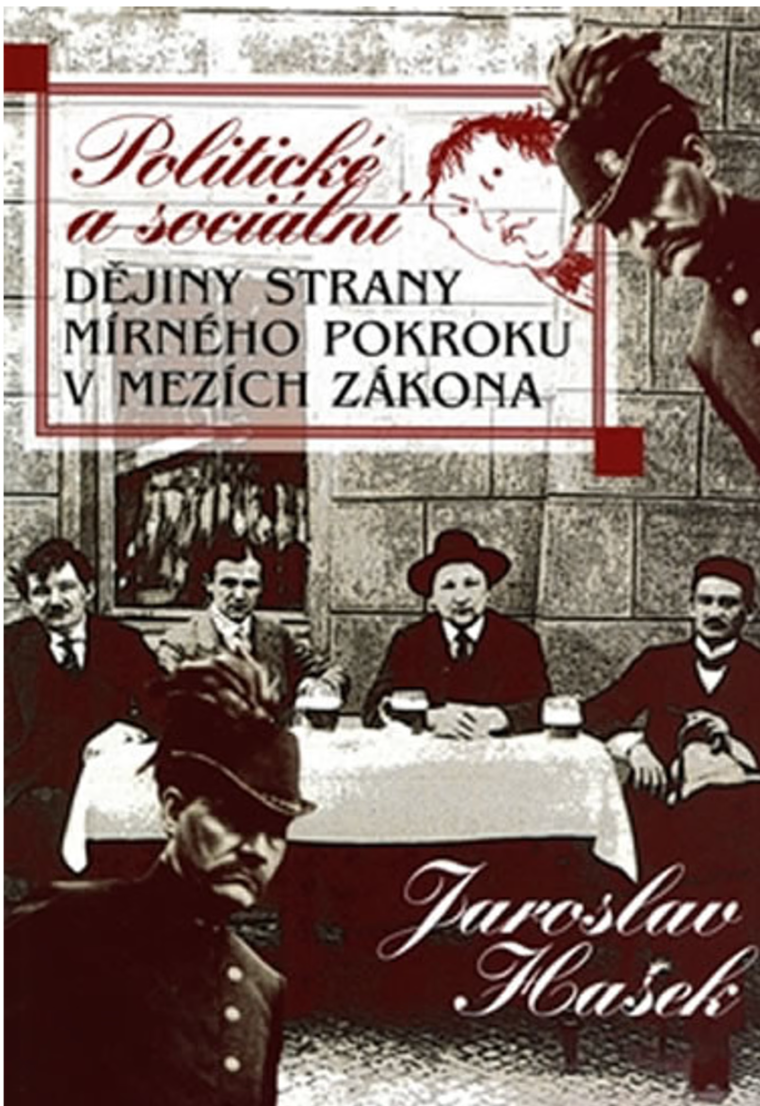 Politické
a sociální
DĚJINY STRANY
MÍRNÉHO POKROKU
V MEZÍCH ZÁKONA
Jaroslav
Hašek